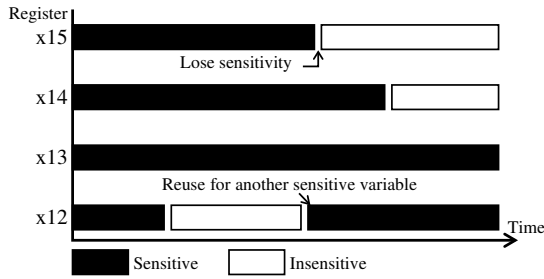 Register
x15
Lose sensitivity
x14
x13
Reuse for another sensitive variable
x12
Time
Sensitive
Insensitive